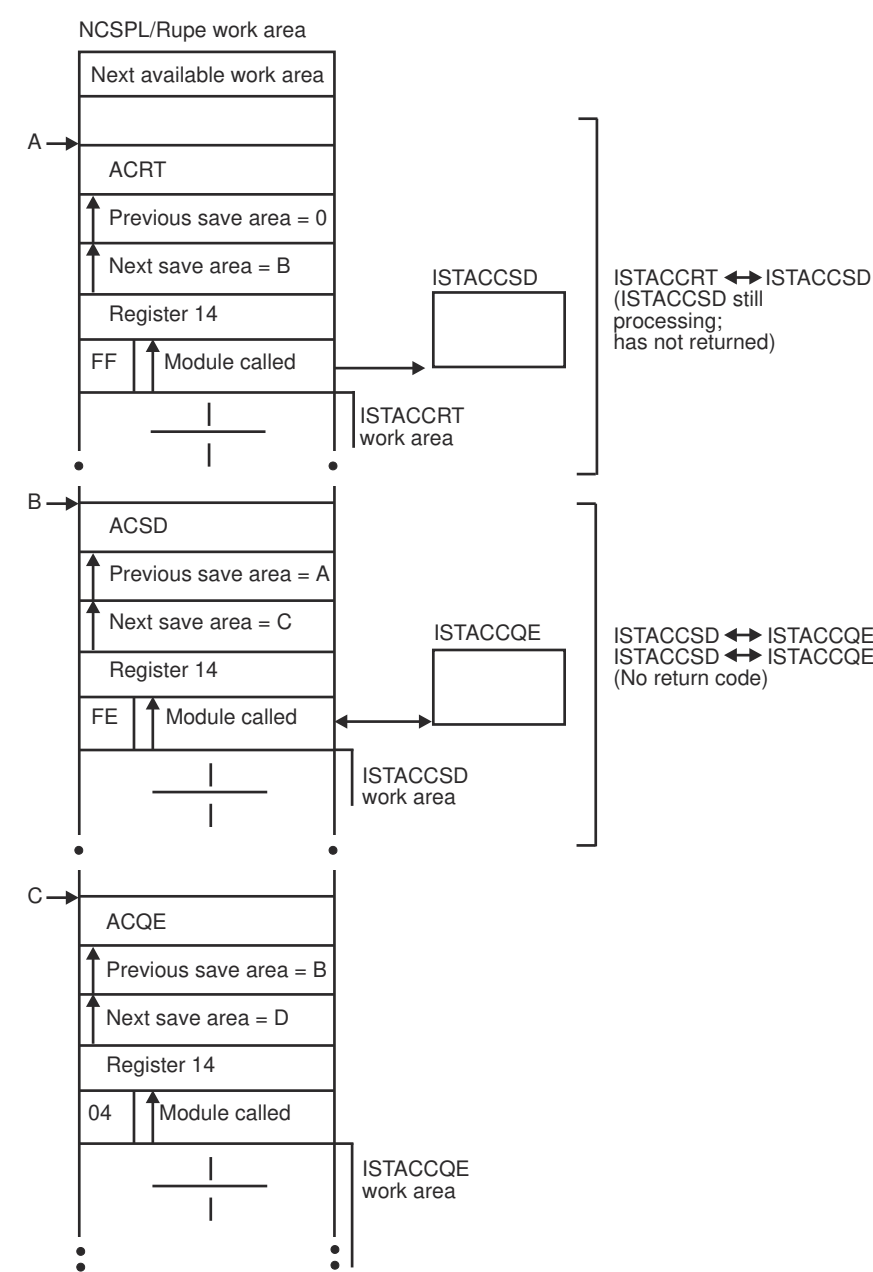 NCSPL/Rupe work area
Next available work area
A
ACRT
Previous save area = 0
Next save area = B
Register 14
FF
Module called
ISTACCSD
ISTACCRT
work area
ISTACCRT ISTACCSD
(ISTACCSD still
processing;
has not returned)
B
ACSD
Previous save area = A
Next save area = C
Register 14
FE
Module called
ISTACCQE
ISTACCSD
work area
ISTACCSD ISTACCQE
ISTACCSD ISTACCQE
(No return code)
C
ACQE
Previous save area = B
Next save area = D
Register 14
04
Module called
ISTACCQE
work area